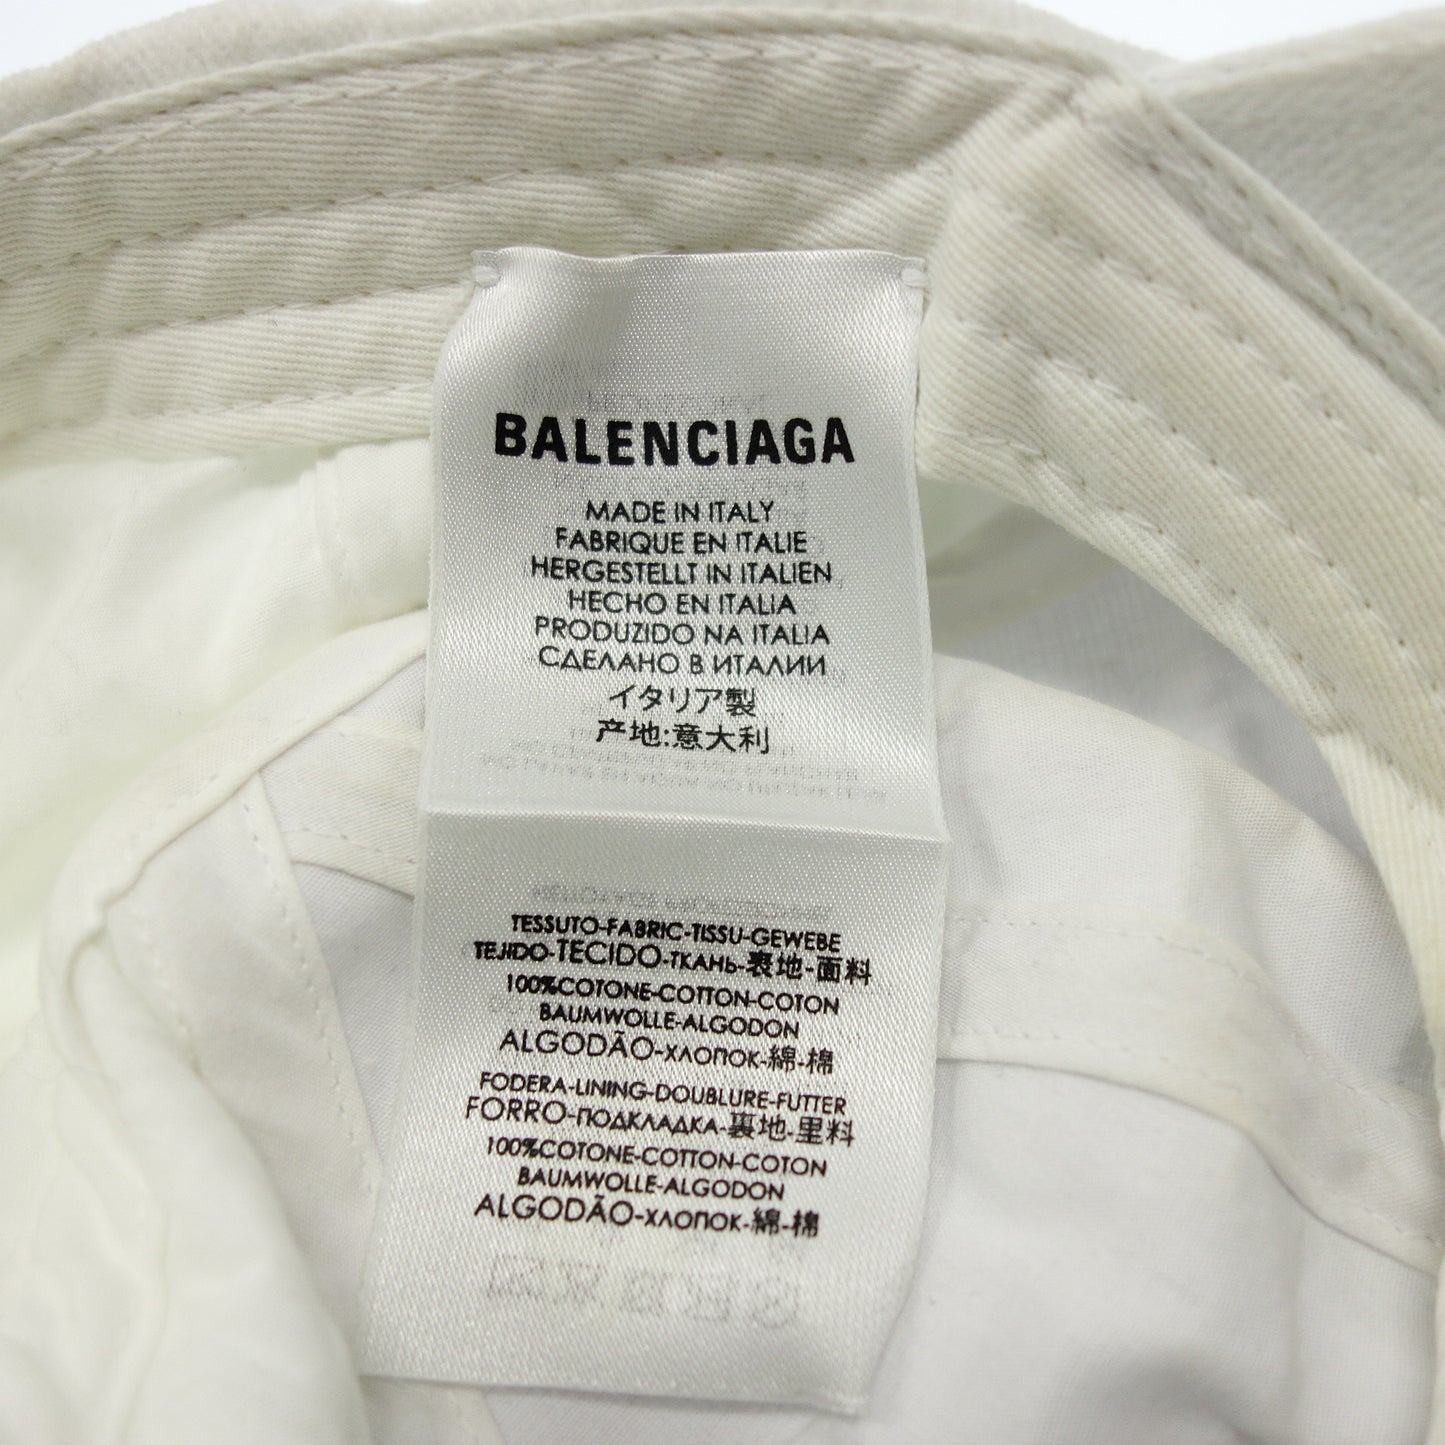 BALENCIAGA
MADE IN ITALY
FABRIQUE EN ITALIE
HERGESTELLT IN ITALIEN
HECHO EN ITALIA
PRODUZIDO NA ITALIA
СДЕЛАНО В ИТАЛИИ
イタリア製
产地:意大利
TESSUTO-FABRIC-TISSU-GEWEBE
TEJIDO-TECIDO-ТКАНЬ-表地-面料
100%COTONE-COTTON-COTON
BAUMWOLLE-ALGODON
ALGODÃO-ХЛОПОК-綿-棉
FODERA-LINING-DOUBLURE-FUTTER
FORRO-ПОДКЛАДКА-裏地-里料
100%COTONE-COTTON-COTON
BAUMWOLLE-ALGODON
ALGODÃO-ХЛОПОК-綿-棉